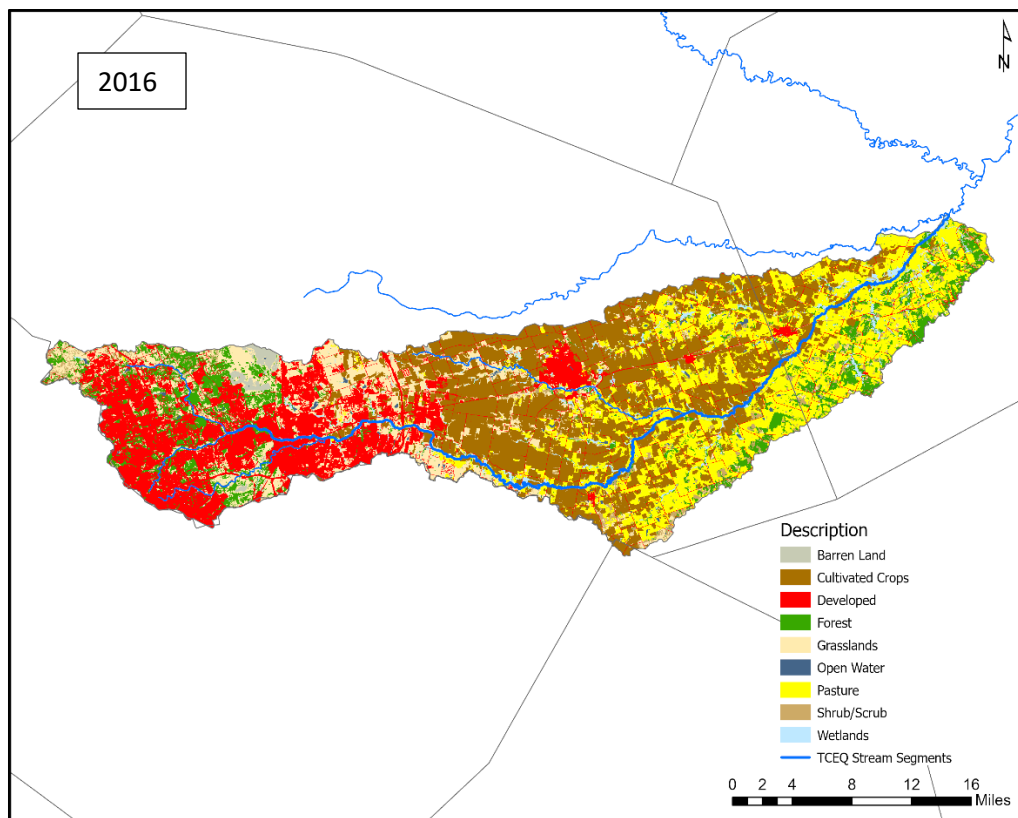 2016
N
Description
Barren Land
Cultivated Crops
Developed
Forest
Grasslands
Open Water
Pasture
Shrub/Scrub
Wetlands
TCEQ Stream Segments
0 2 4 8 12 16
Miles